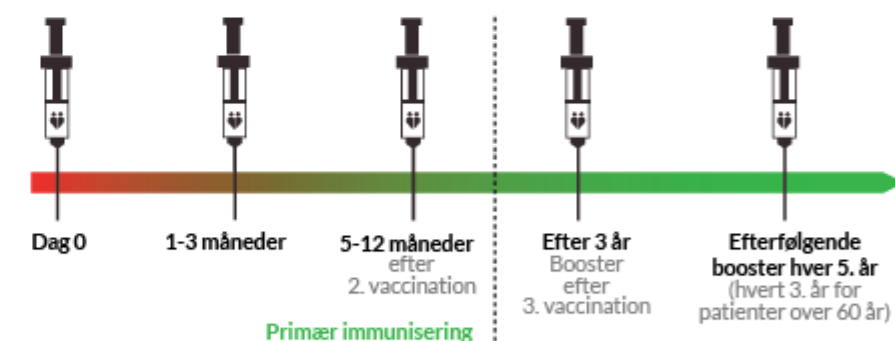 Dag 0
1-3 måneder
5-12 måneder
efter
2. vaccination
Primær immunisering
Efter 3 år
Booster
efter
3. vaccination
Efterfølgende
booster hver 5. år
(hvert 3. år for
patienter over 60 år)